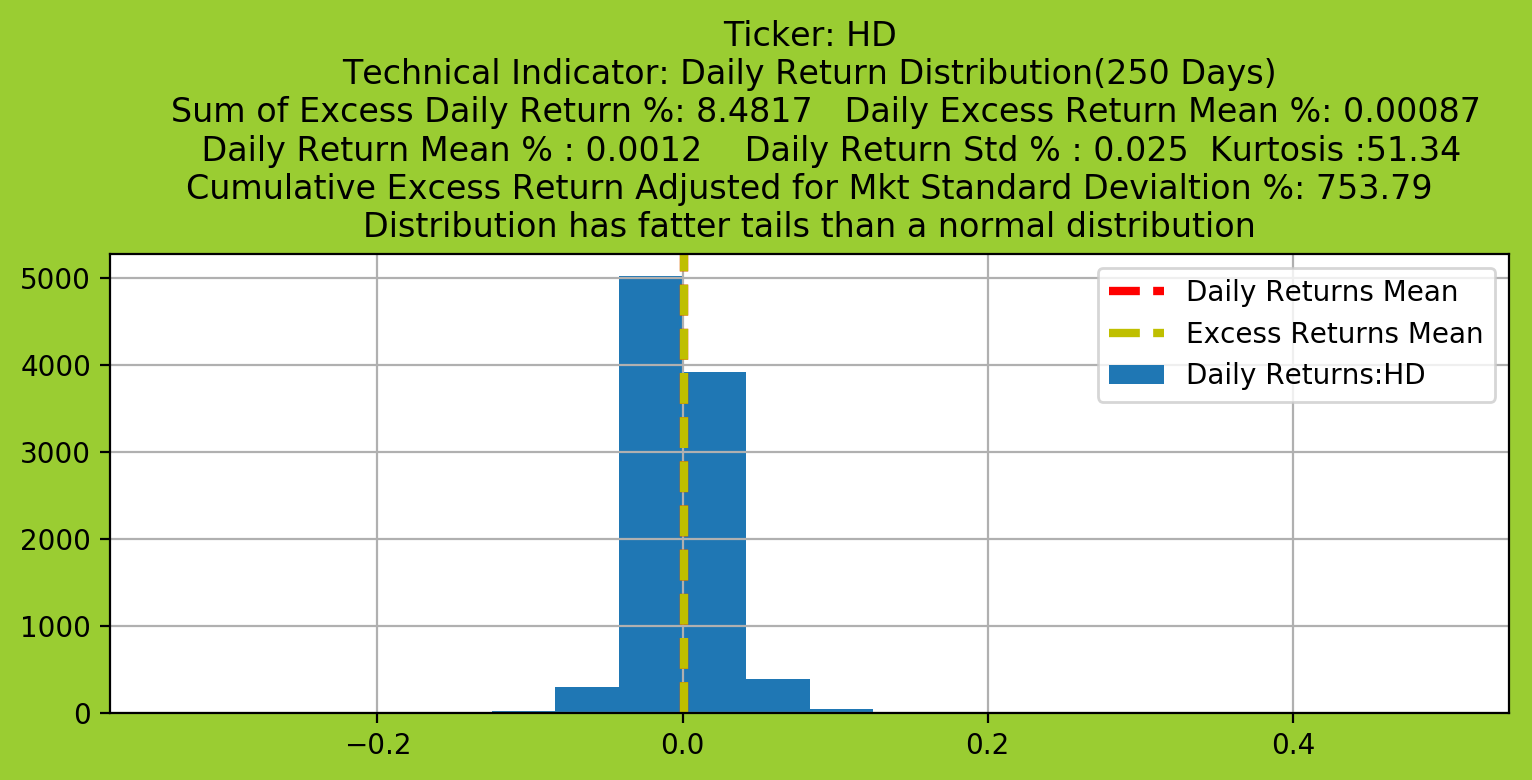 Ticker: HD
Technical Indicator: Daily Return Distribution(250 Days)
Sum of Excess Daily Return %: 8.4817   Daily Excess Return Mean %: 0.00087
Daily Return Mean % : 0.0012    Daily Return Std % : 0.025  Kurtosis :51.34
Cumulative Excess Return Adjusted for Mkt Standard Devialtion %: 753.79
Distribution has fatter tails than a normal distribution
5000
4000
3000
2000
1000
0
Daily Returns Mean
Excess Returns Mean
Daily Returns:HD
−0.2 0.0 0.2 0.4